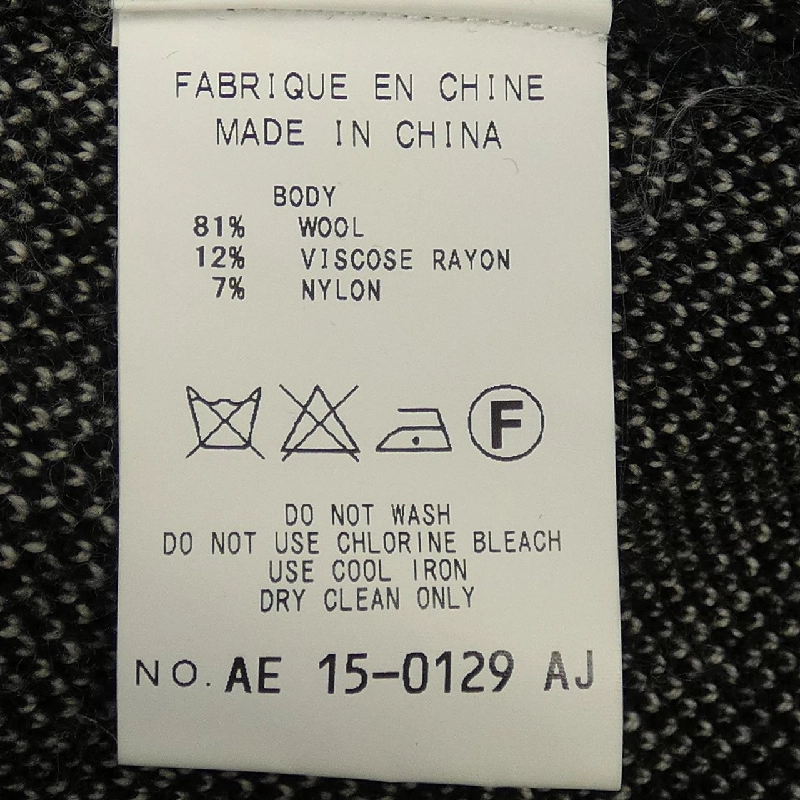 FABRIQUE EN CHINE
MADE IN CHINA
BODY
81% WOOL
12% VISCOSE RAYON
7% NYLON
F
DO NOT WASH
DO NOT USE CHLORINE BLEACH
USE COOL IRON
DRY CLEAN ONLY
NO. AE 15-0129 AJ